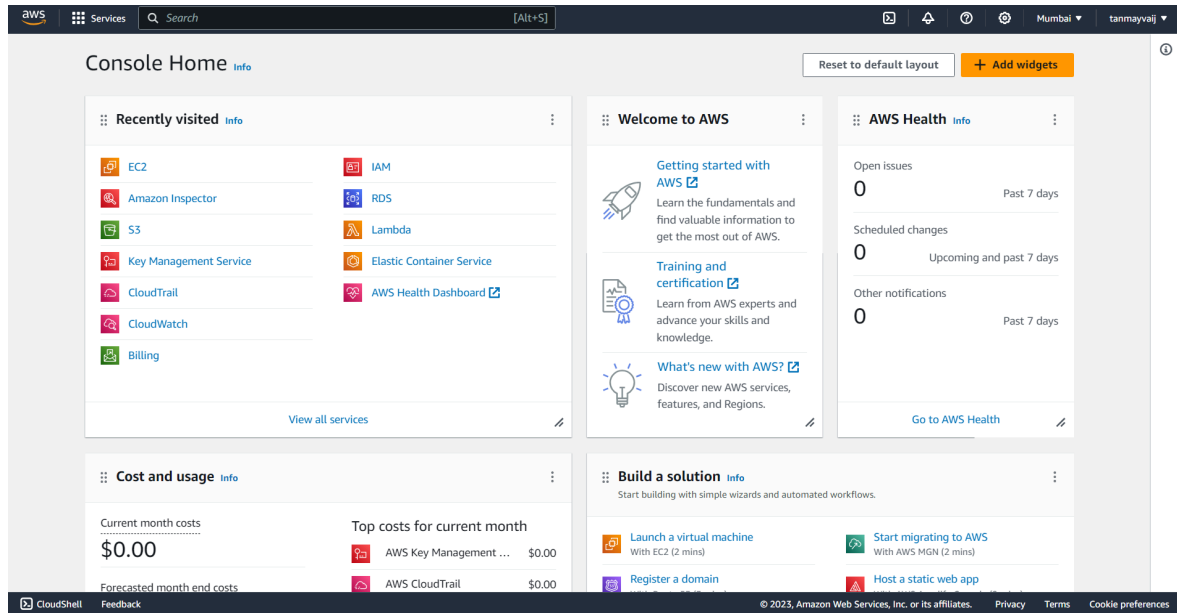 aws
Services
Search
[Alt+S]
Mumbai
tanmayvaij
Console Home Info
Reset to default layout
Add widgets
Recently visited Info
EC2
Amazon Inspector
S3
Key Management Service
CloudTrail
CloudWatch
Billing
IAM
RDS
Lambda
Elastic Container Service
AWS Health Dashboard
View all services
Welcome to AWS
Getting started with
AWS
Learn the fundamentals and
find valuable information to
get the most out of AWS.
Training and
certification
Learn from AWS experts and
advance your skills and
knowledge.
What's new with AWS?
Discover new AWS services,
features, and Regions.
AWS Health Info
Open issues
0
Past 7 days
Scheduled changes
0
Upcoming and past 7 days
Other notifications
0
Past 7 days
Go to AWS Health
Cost and usage Info
Current month costs
$0.00
Forecasted month end costs
Top costs for current month
AWS Key Management ... $0.00
AWS CloudTrail $0.00
Build a solution Info
Start building with simple wizards and automated workflows.
Launch a virtual machine
With EC2 (2 mins)
Start migrating to AWS
With AWS MGN (2 mins)
Register a domain
Host a static web app
CloudShell
Feedback
© 2023, Amazon Web Services, Inc. or its affiliates.
Privacy
Terms
Cookie preferences